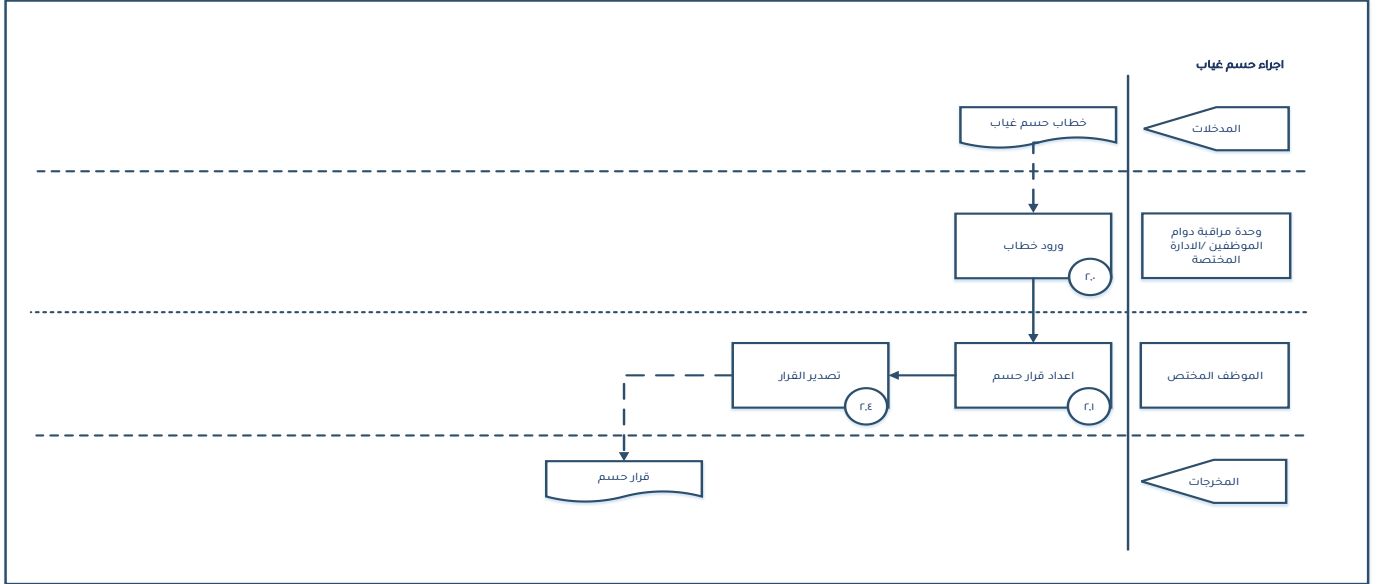 اجراء حسم غياب
المدخلات
خطاب حسم غياب
وحدة مراقبة دوام
الموظفين /الادارة
المختصة
ورود خطاب
٢,٠
الموظف المختص
اعداد قرار حسم
٢,١
تصدير القرار
٢,٤
المخرجات
قرار حسم